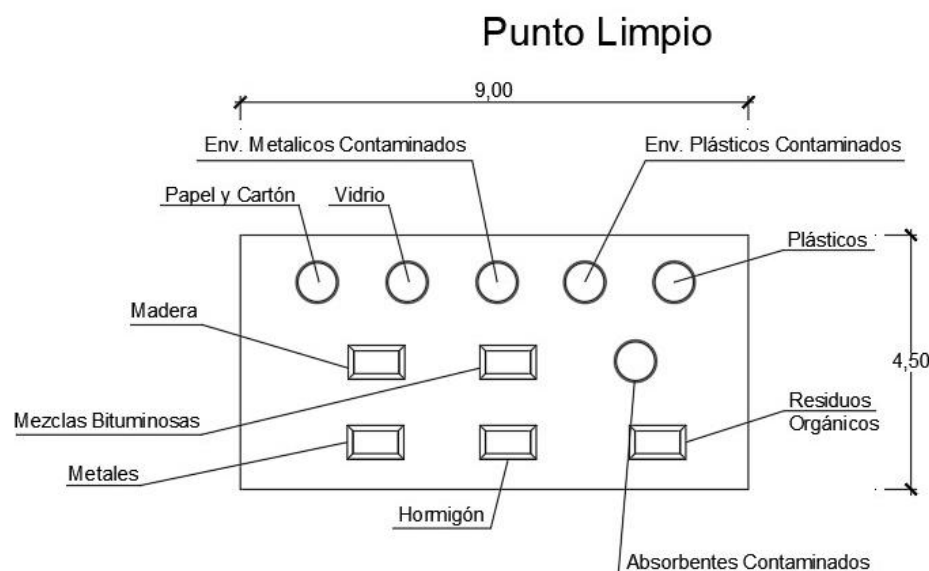 Punto Limpio
9,00
Env. Metalicos Contaminados
Env. Plásticos Contaminados
Papel y Cartón
Vidrio
Plásticos
Madera
4,50
Mezclas Bituminosas
Residuos
Orgánicos
Metales
Hormigón
Absorbentes Contaminados